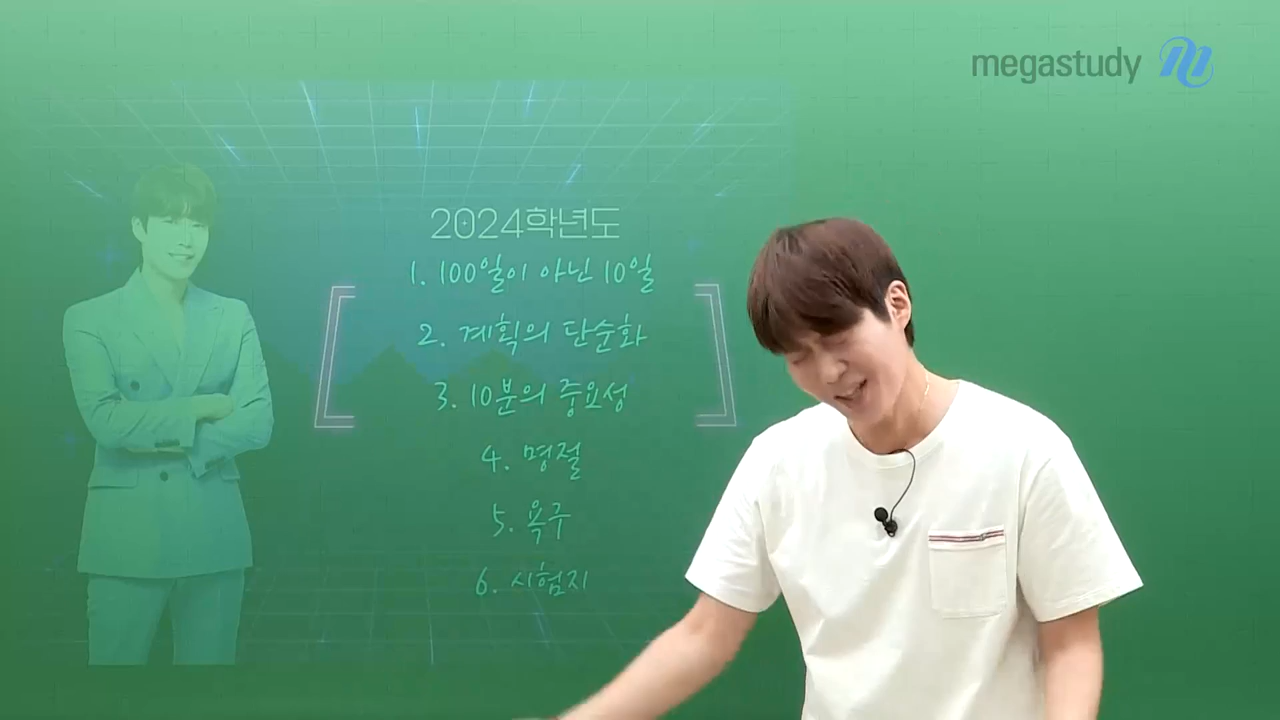 megastudy
2024학년도
1. 100일이 아닌 10일
2. 계획의 단순화
3. 10분의 중요성
4. 명절
5. 욕구
6. 시험지